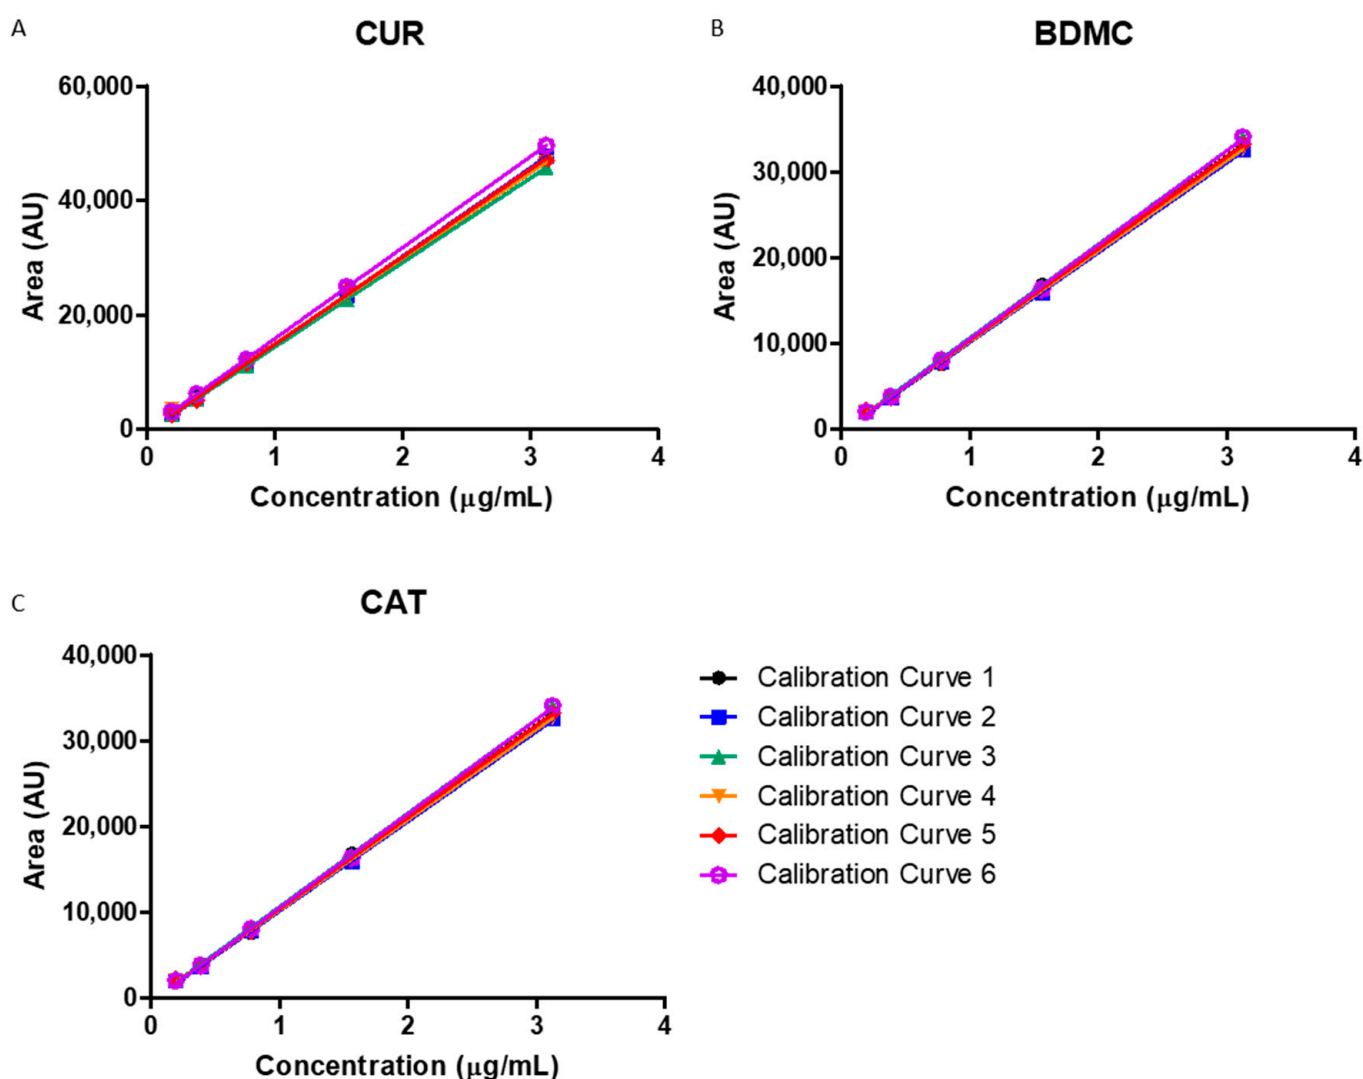 A
CUR
60,000
40,000
20,000
0
0 1 2 3 4
Area (AU)
Concentration (μg/mL)
B
BDMC
40,000
30,000
20,000
10,000
0
0 1 2 3 4
Area (AU)
Concentration (μg/mL)
C
CAT
40,000
30,000
20,000
10,000
0
0 1 2 3 4
Area (AU)
Concentration (μg/mL)
Calibration Curve 1
Calibration Curve 2
Calibration Curve 3
Calibration Curve 4
Calibration Curve 5
Calibration Curve 6